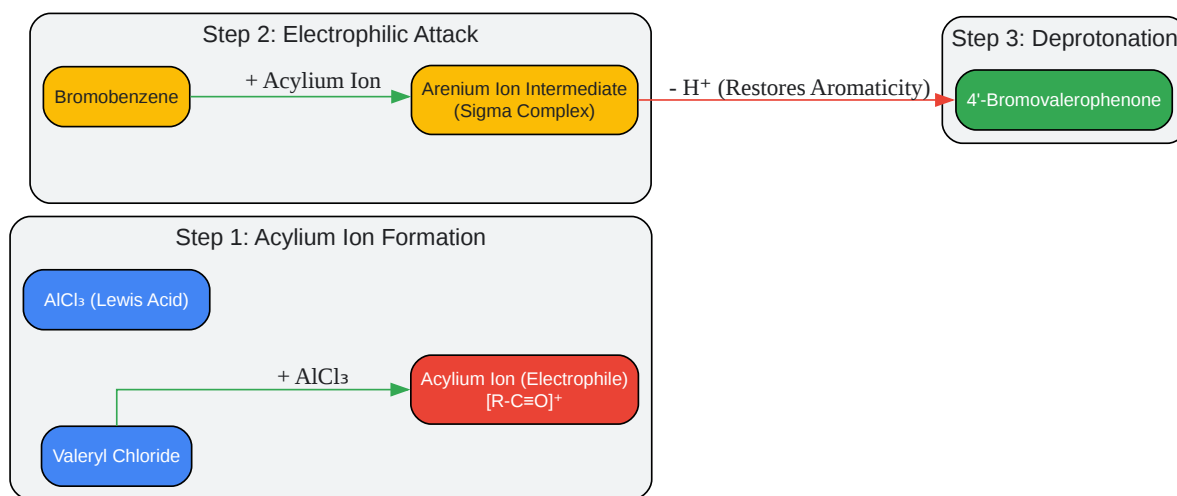 Step 2: Electrophilic Attack
Bromobenzene
+ Acylium Ion
Arenium Ion Intermediate
(Sigma Complex)
- H⁺ (Restores Aromaticity)
Step 3: Deprotonation
4'-Bromovalerophenone
Step 1: Acylium Ion Formation
AlCl₃ (Lewis Acid)
Valeryl Chloride
+ AlCl₃
Acylium Ion (Electrophile)
[R-C≡O]⁺